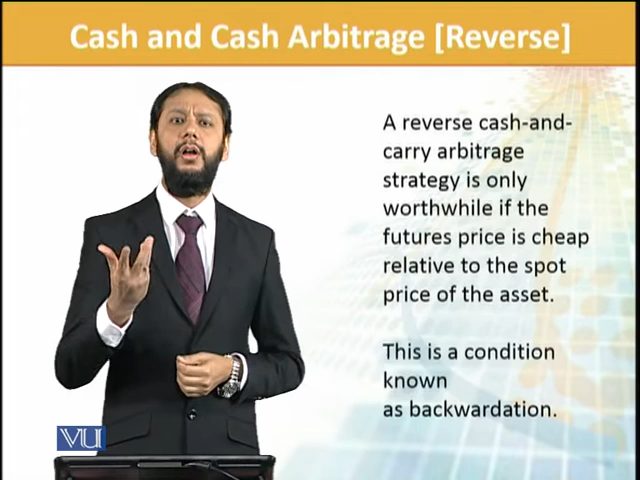 Cash and Cash Arbitrage [Reverse]
A reverse cash-and-
carry arbitrage
strategy is only
worthwhile if the
futures price is cheap
relative to the spot
price of the asset.
This is a condition
known
as backwardation.
VU